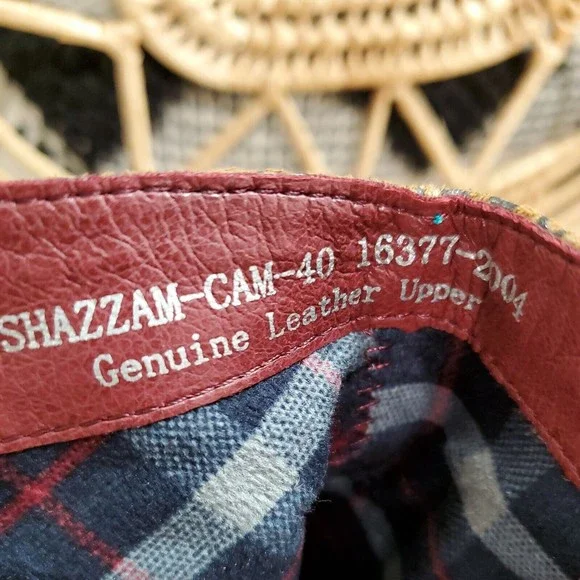 SHAZZAM-CAM-40 16377-2004
Genuine Leather Upper